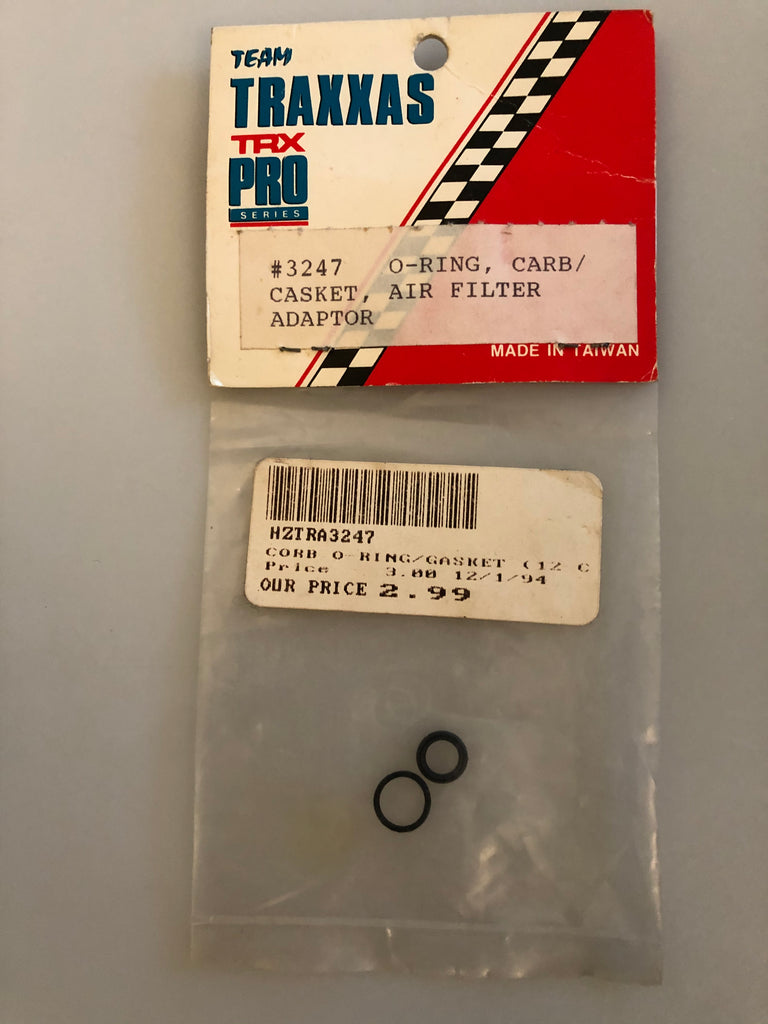 TEAM
TRAXXAS
TRX
PRO
SERIES
#3247 O-RING, CARB/
CASKET, AIR FILTER
ADAPTOR
MADE IN TAIWAN
HZTRA3247
CORB O-RING/GASKET (12 C
Price 3.00 12/1/94
OUR PRICE 2.99